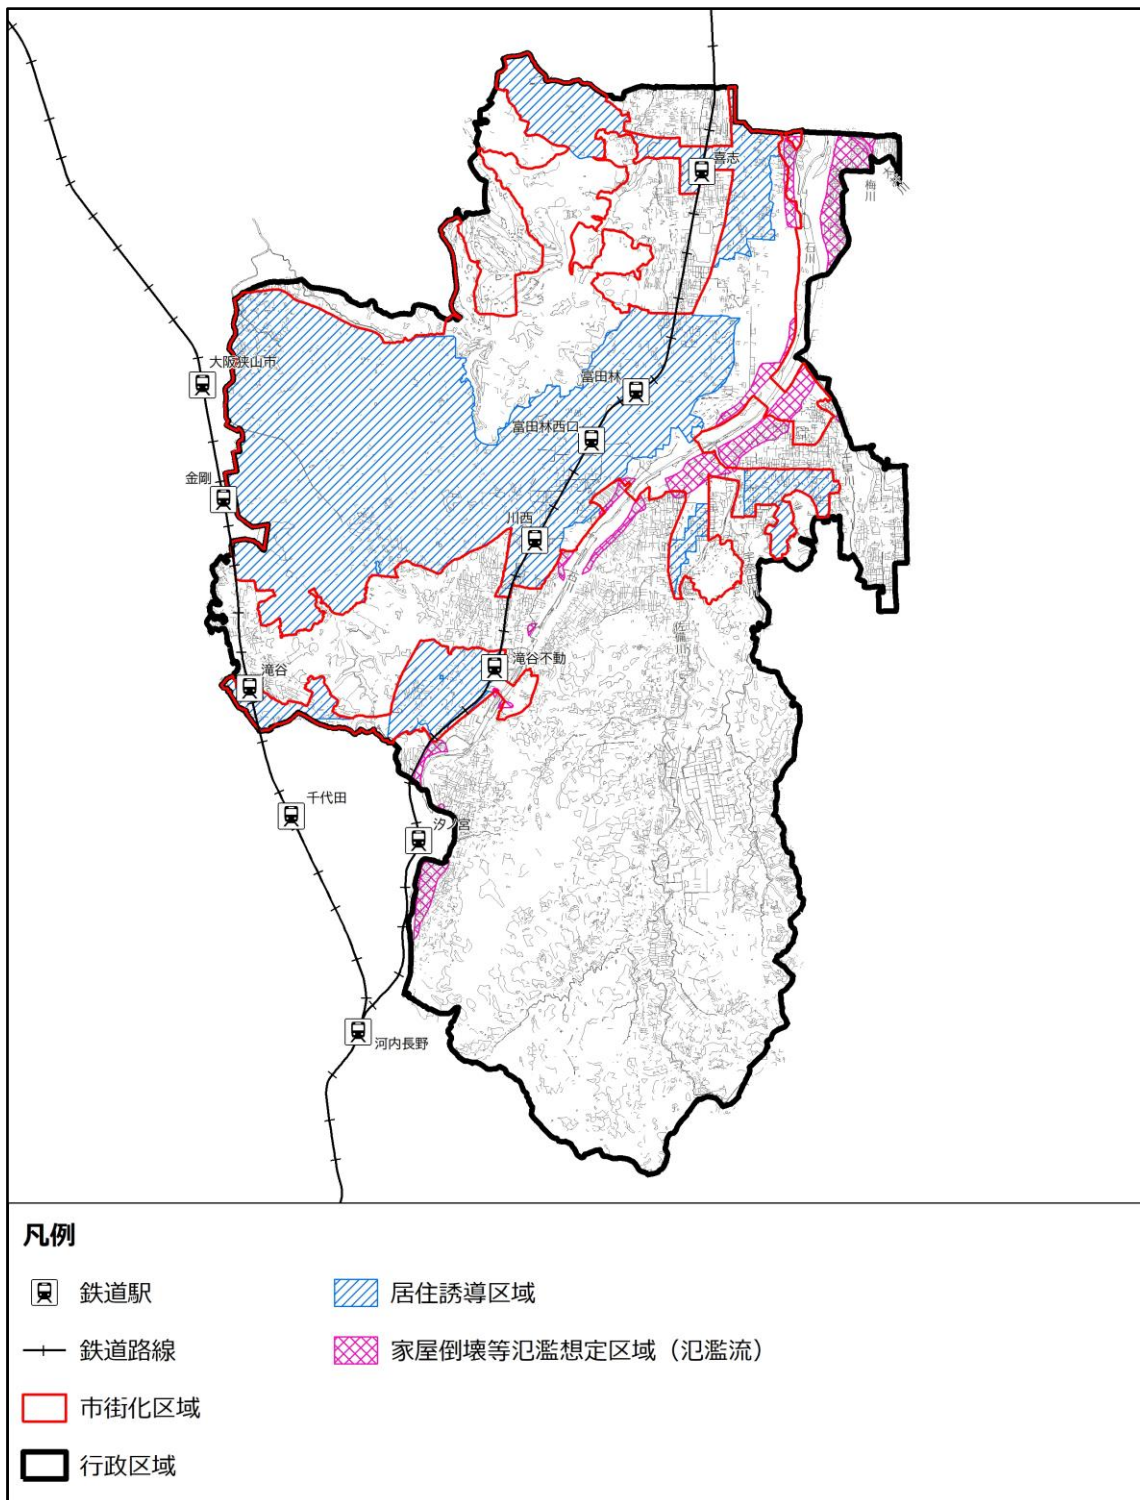 喜志
梅川
石川
大阪狭山市
富田林
富田林西口
金剛
川西
千早川
佐備川
滝谷不動
滝谷
千代田
汐ノ宮
河内長野
凡例
鉄道駅
居住誘導区域
鉄道路線
家屋倒壊等氾濫想定区域（氾濫流）
市街化区域
行政区域